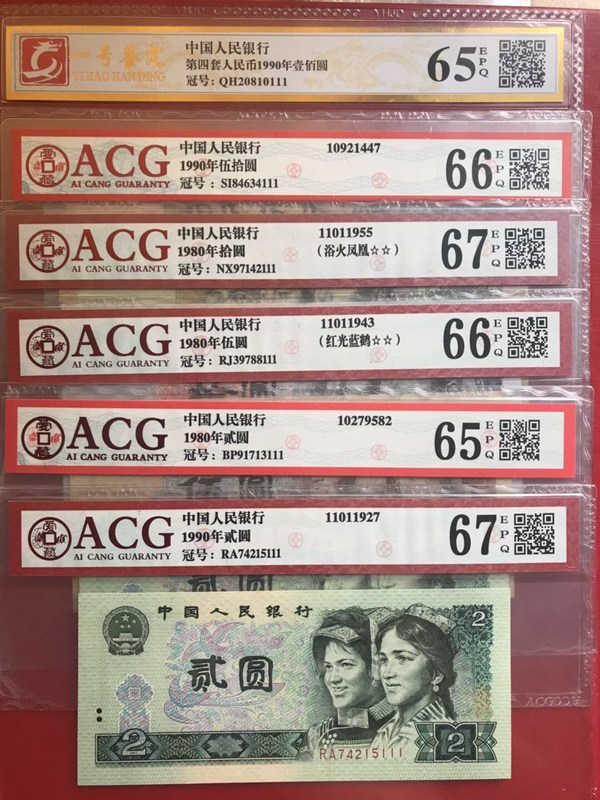 一号鉴定
YI HAO JIAN DING
中国人民银行
第四套人民币1990年壹佰圆
冠号: QH20810111
65 EPQ
ACG
AI CANG GUARANTY
中国人民银行 10921447
1990年伍拾圆
冠号: SI84634111
66 EPQ
ACG
AI CANG GUARANTY
中国人民银行 11011955
1980年拾圆 (浴火凤凰☆☆)
冠号: NX97142111
67 EPQ
ACG
AI CANG GUARANTY
中国人民银行 11011943
1980年伍圆 (红光蓝鹤☆☆)
冠号: RJ39788111
66 EPQ
ACG
AI CANG GUARANTY
中国人民银行 10279582
1980年贰圆
冠号: BP91713111
65 EPQ
ACG
AI CANG GUARANTY
中国人民银行 11011927
1990年贰圆
冠号: RA74215111
67 EPQ
贰圆
中国人民银行
2
贰圆
RA74215111
2
2
ACGOOM